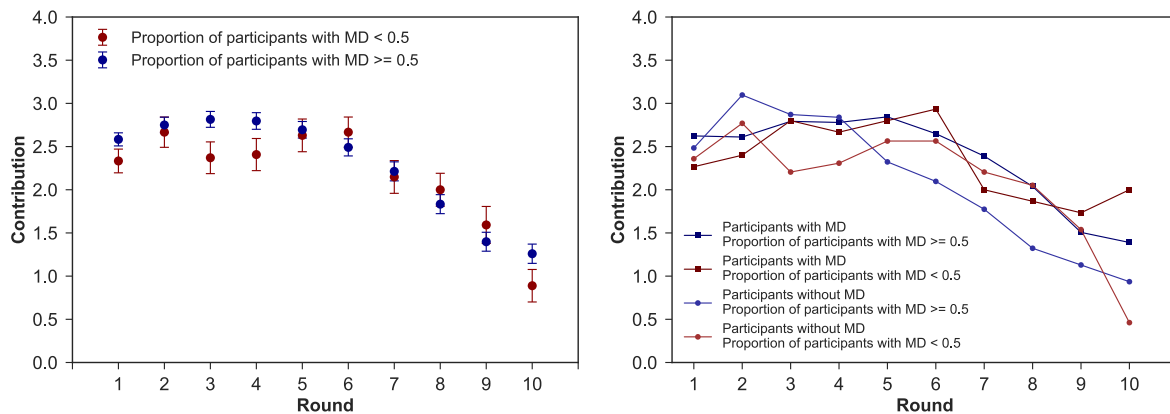 4.0
3.5
3.0
2.5
2.0
1.5
1.0
0.5
0.0
Contribution
Proportion of participants with MD < 0.5
Proportion of participants with MD >= 0.5
1 2 3 4 5 6 7 8 9 10
Round
4.0
3.5
3.0
2.5
2.0
1.5
1.0
0.5
0.0
Contribution
Participants with MD
Proportion of participants with MD >= 0.5
Participants with MD
Proportion of participants with MD < 0.5
Participants without MD
Proportion of participants with MD >= 0.5
Participants without MD
Proportion of participants with MD < 0.5
1 2 3 4 5 6 7 8 9 10
Round